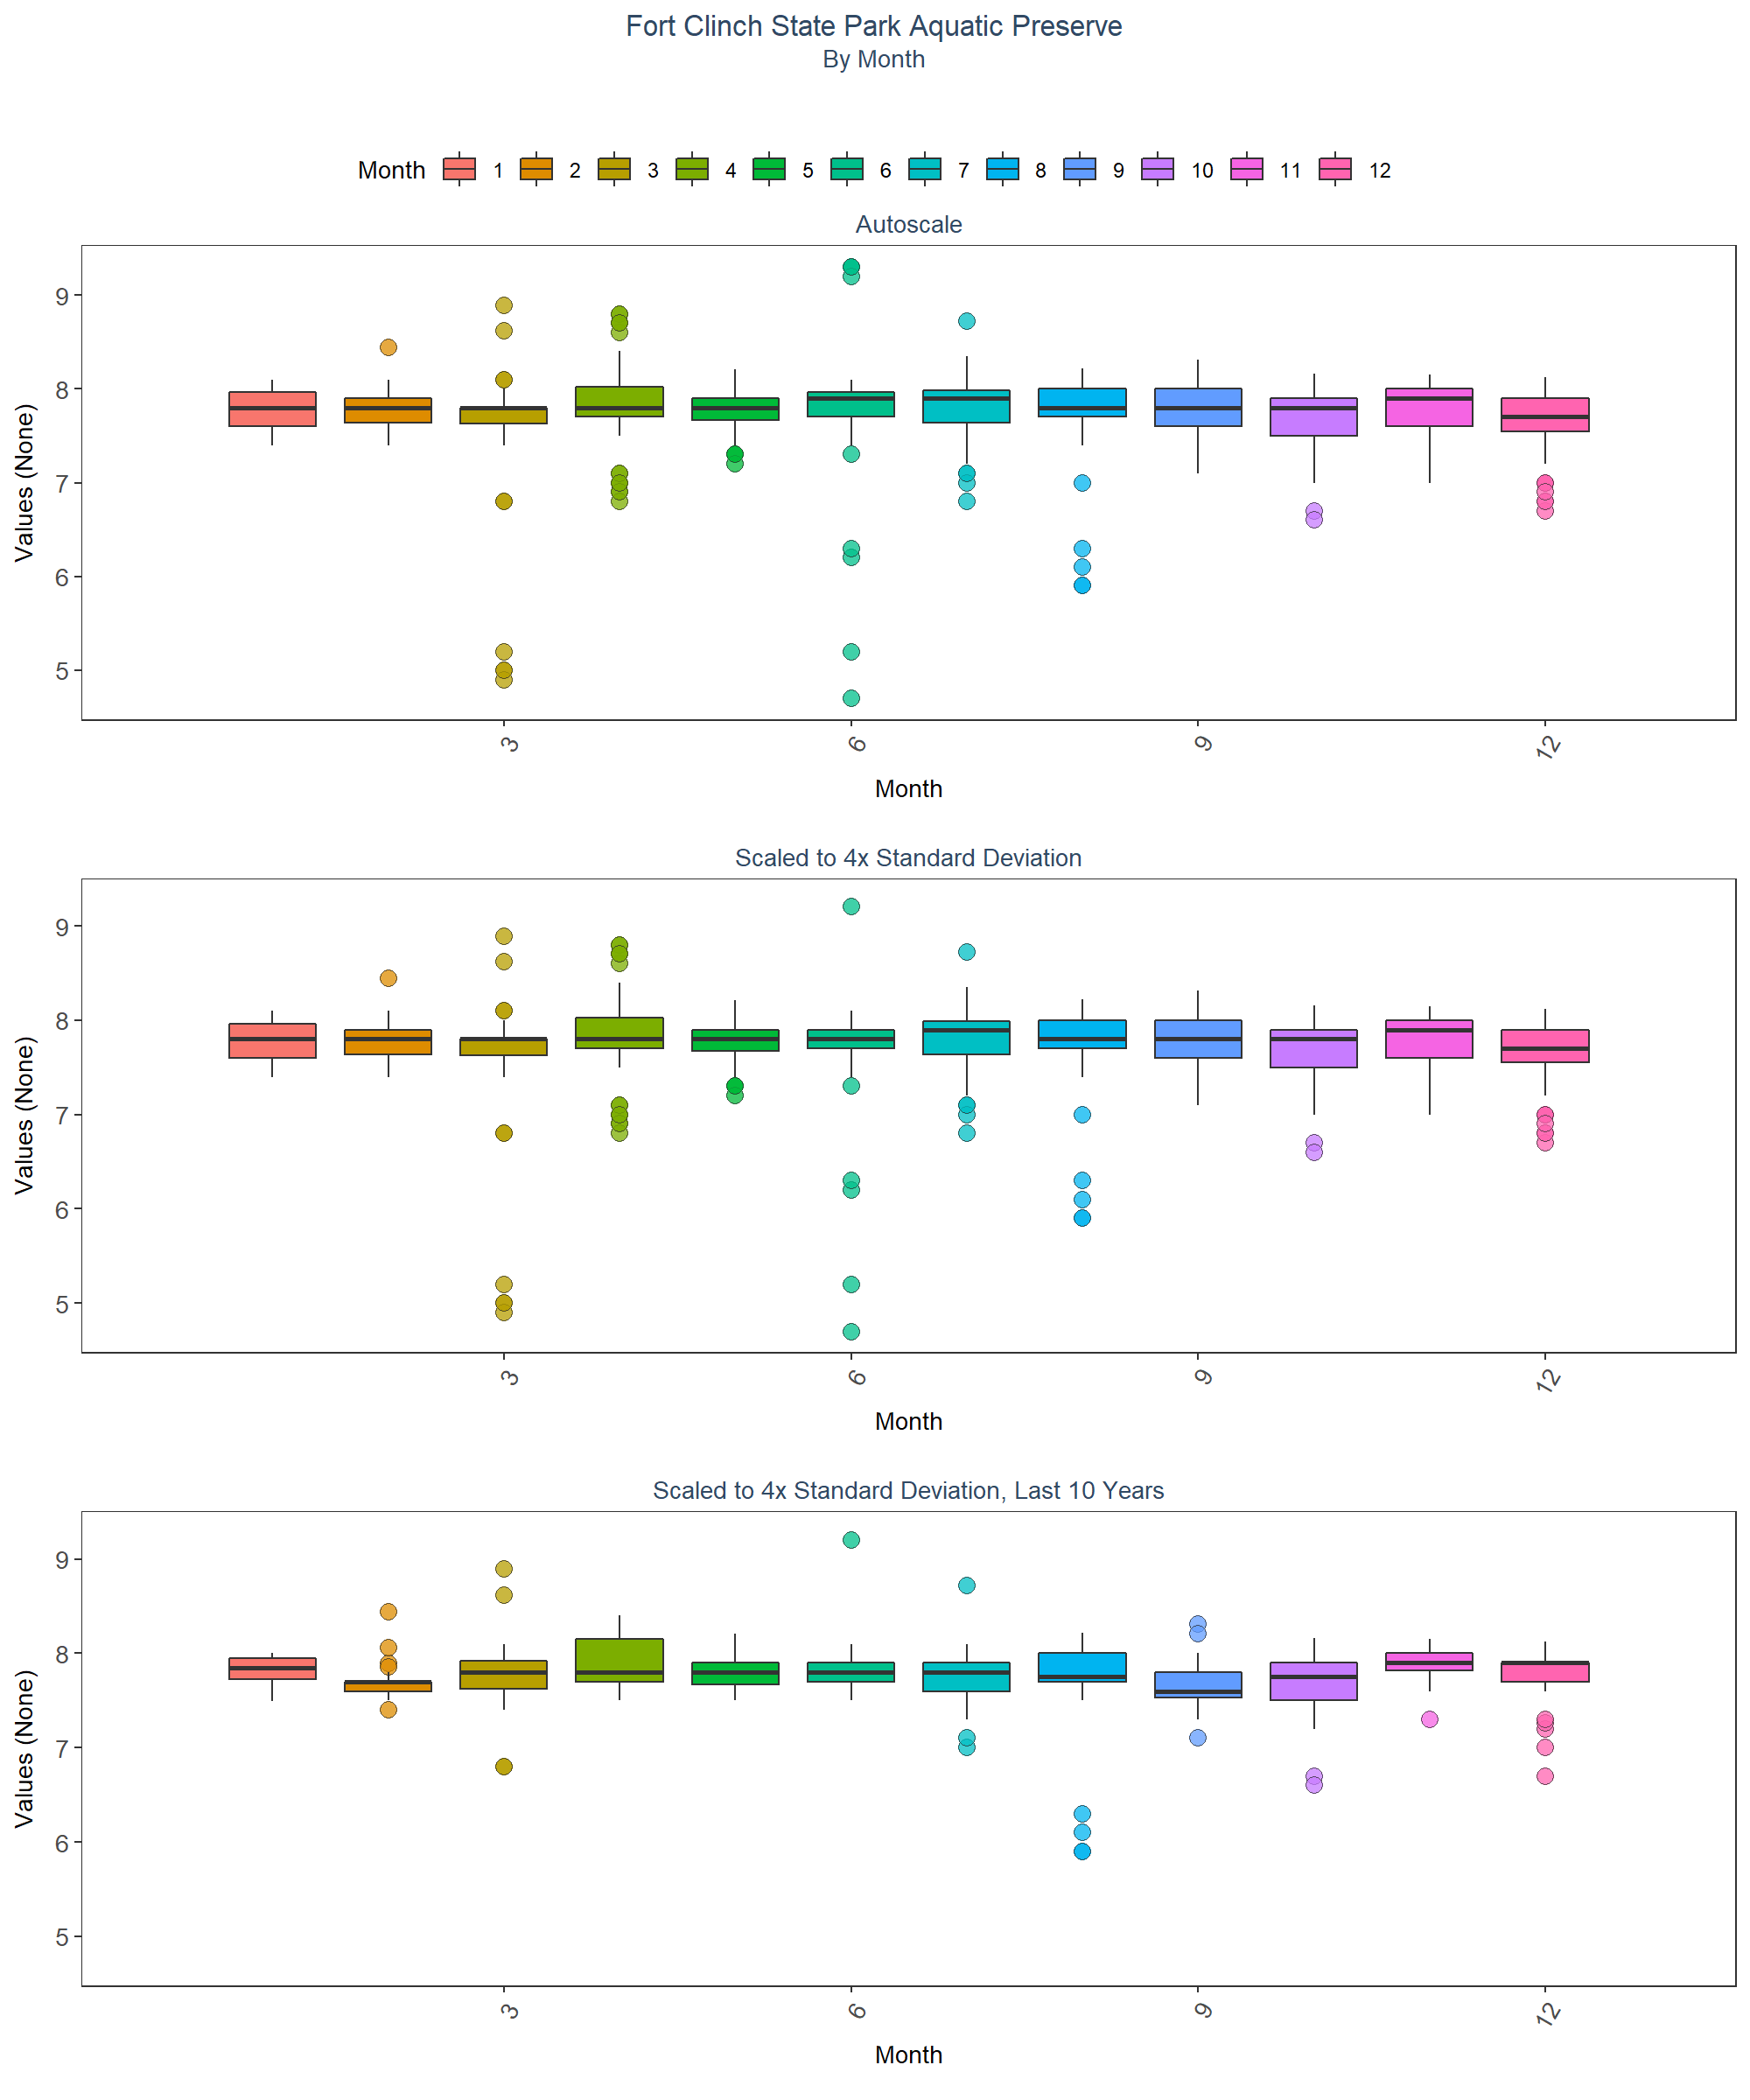 Fort Clinch State Park Aquatic Preserve
By Month
Month 1 2 3 4 5 6 7 8 9 10 11 12
Autoscale
Values (None)
9
8
7
6
5
3 6 9 12
Month
Scaled to 4x Standard Deviation
Values (None)
9
8
7
6
5
3 6 9 12
Month
Scaled to 4x Standard Deviation, Last 10 Years
Values (None)
9
8
7
6
5
3 6 9 12
Month